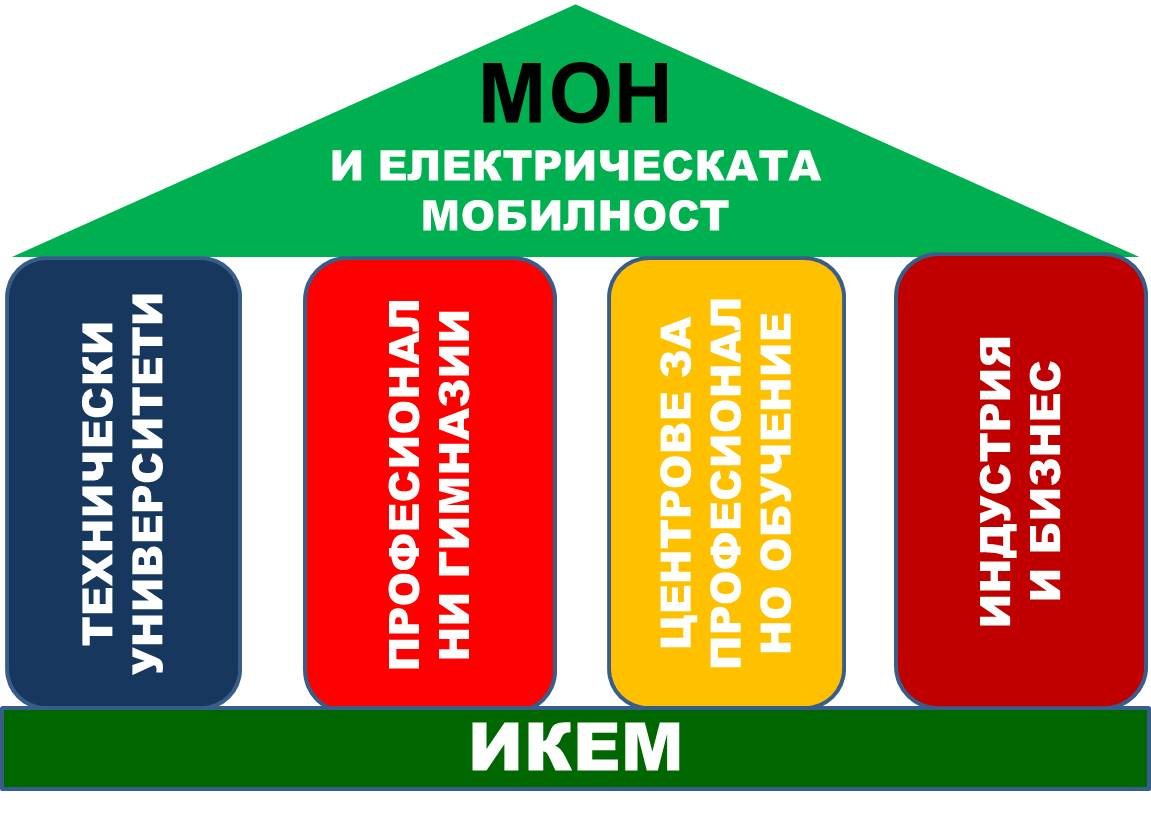 МОН
И ЕЛЕКТРИЧЕСКАТА
МОБИЛНОСТ
ТЕХНИЧЕСКИ
УНИВЕРСИТЕТИ
ПРОФЕСИОНАЛ
НИ ГИМНАЗИИ
ЦЕНТРОВЕ ЗА
ПРОФЕСИОНАЛ
НО ОБУЧЕНИЕ
ИНДУСТРИЯ
И БИЗНЕС
ИКЕМ